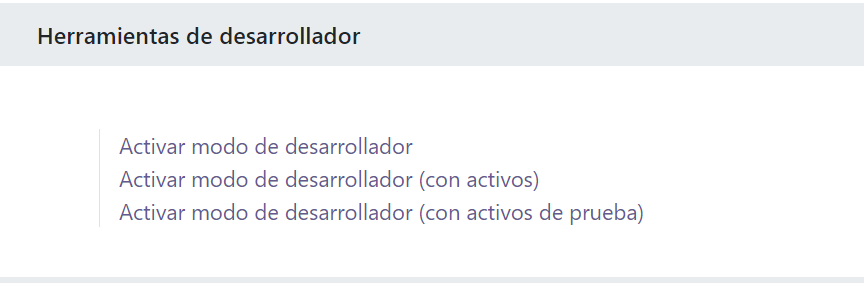 Herramientas de desarrollador
Activar modo de desarrollador
Activar modo de desarrollador (con activos)
Activar modo de desarrollador (con activos de prueba)